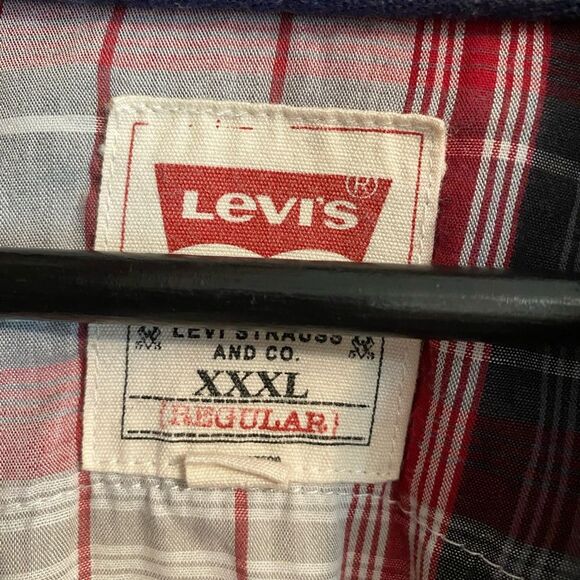 Levi's ®
LEVI STRAUSS
AND CO.
XXXL
REGULAR